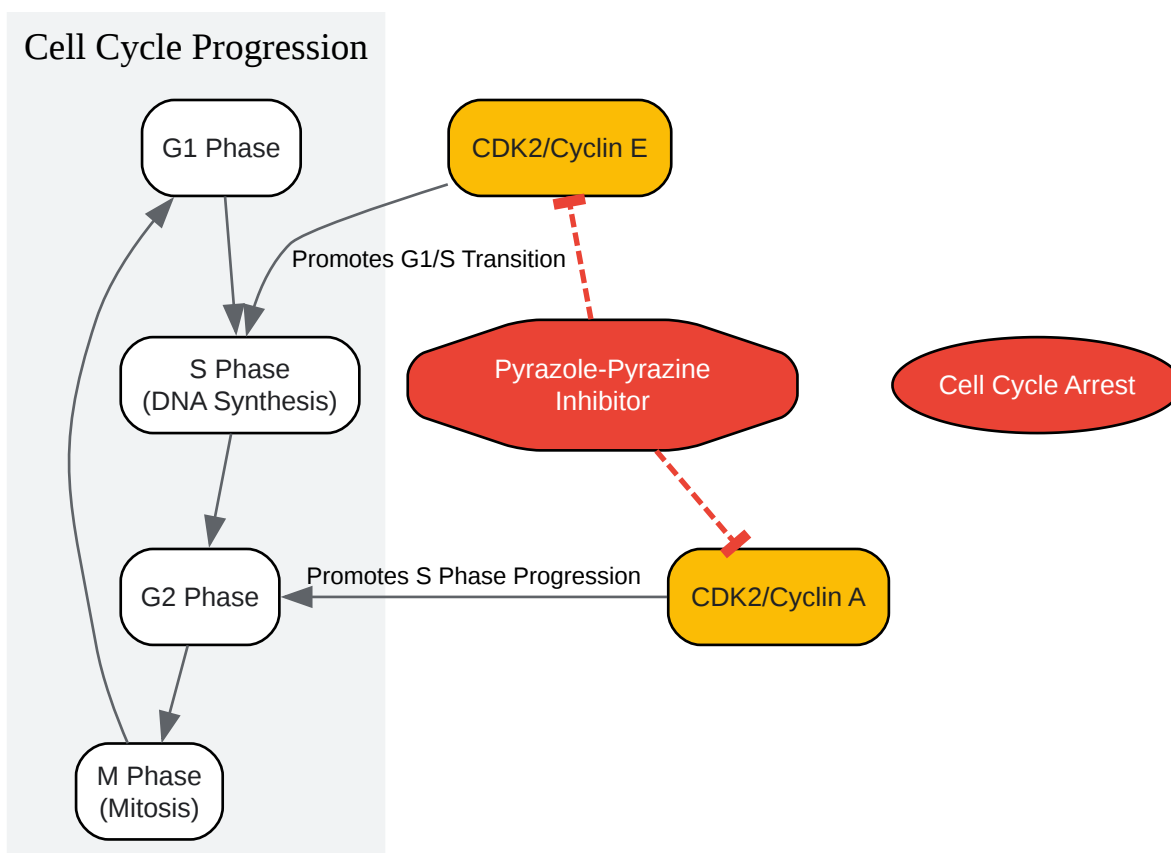 Cell Cycle Progression
G1 Phase
CDK2/Cyclin E
Promotes G1/S Transition
S Phase
(DNA Synthesis)
Pyrazole-Pyrazine
Inhibitor
Cell Cycle Arrest
Promotes S Phase Progression
G2 Phase
CDK2/Cyclin A
M Phase
(Mitosis)